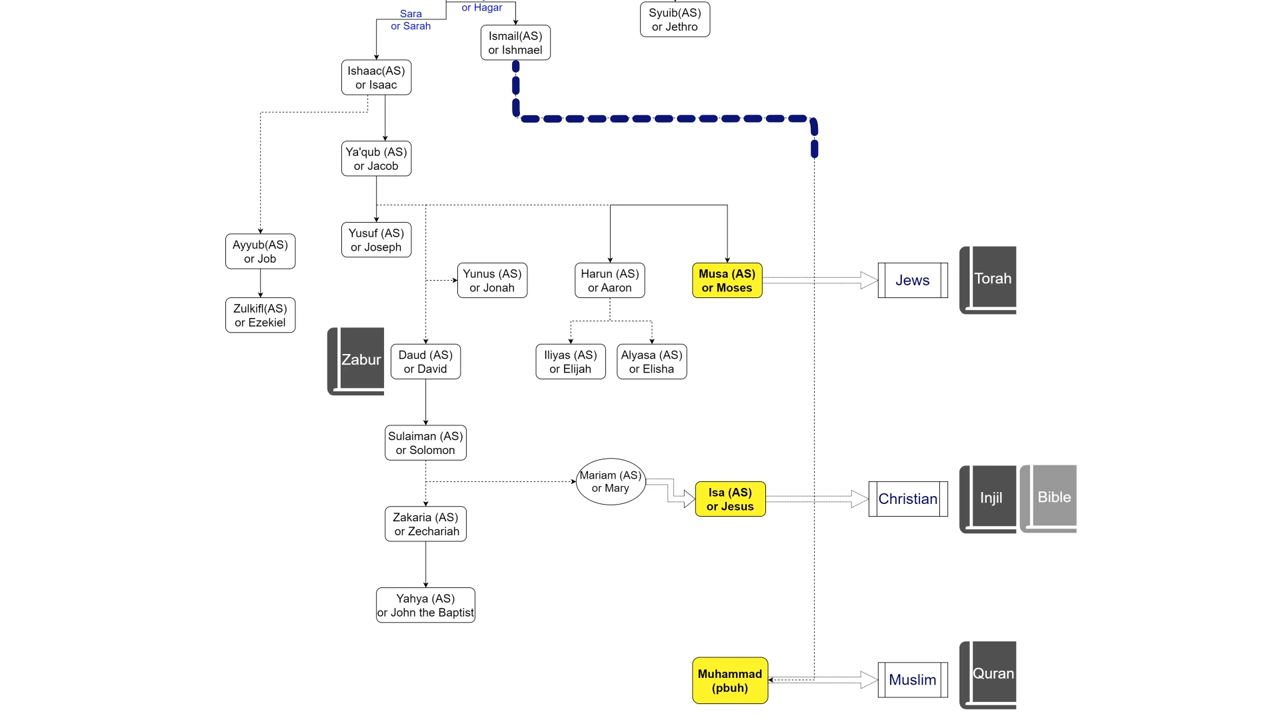 Sara
or Sarah
or Hagar
Syuib(AS)
or Jethro
Ismail(AS)
or Ishmael
Ishaac(AS)
or Isaac
Ya'qub (AS)
or Jacob
Yusuf (AS)
or Joseph
Ayyub(AS)
or Job
Zulkifl(AS)
or Ezekiel
Yunus (AS)
or Jonah
Harun (AS)
or Aaron
Musa (AS)
or Moses
Jews
Torah
Zabur
Daud (AS)
or David
Iliyas (AS)
or Elijah
Alyasa (AS)
or Elisha
Sulaiman (AS)
or Solomon
Mariam (AS)
or Mary
Isa (AS)
or Jesus
Christian
Injil
Bible
Zakaria (AS)
or Zechariah
Yahya (AS)
or John the Baptist
Muhammad
(pbuh)
Muslim
Quran